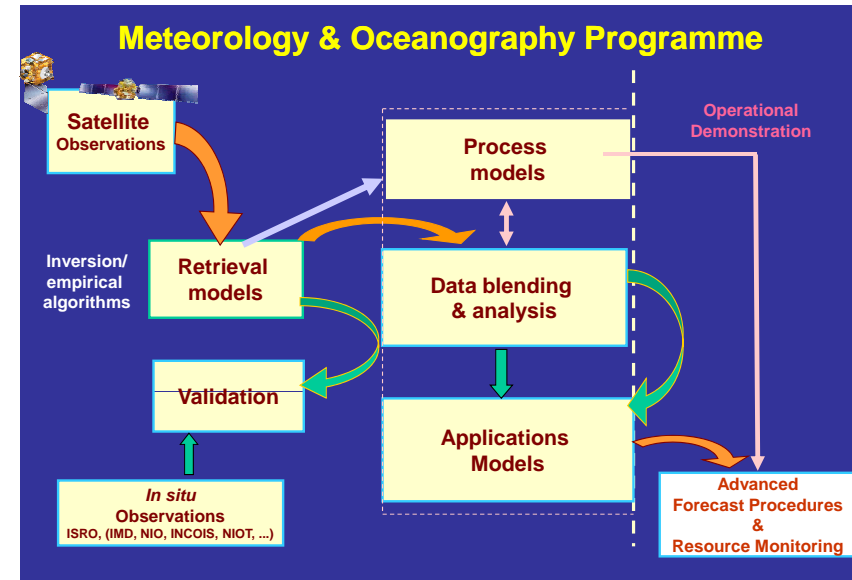 Meteorology & Oceanography Programme
Satellite
Observations
Operational
Demonstration
Process
models
Inversion/
empirical
algorithms
Retrieval
models
Data blending
& analysis
Validation
Applications
Models
In situ
Observations
ISRO, (IMD, NIO, INCOIS, NIOT, ...)
Advanced
Forecast Procedures
&
Resource Monitoring